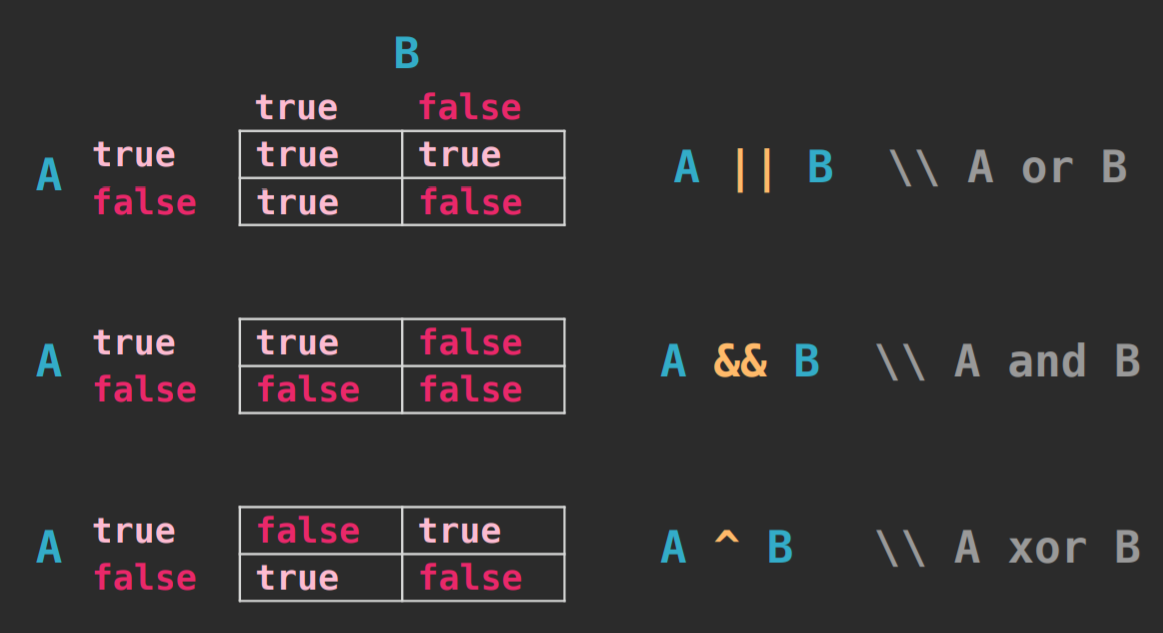 B
true false
true true true
A A || B \\ A or B
false true false
true true false
A A && B \\ A and B
false false false
true false true
A A ^ B \\ A xor B
false true false